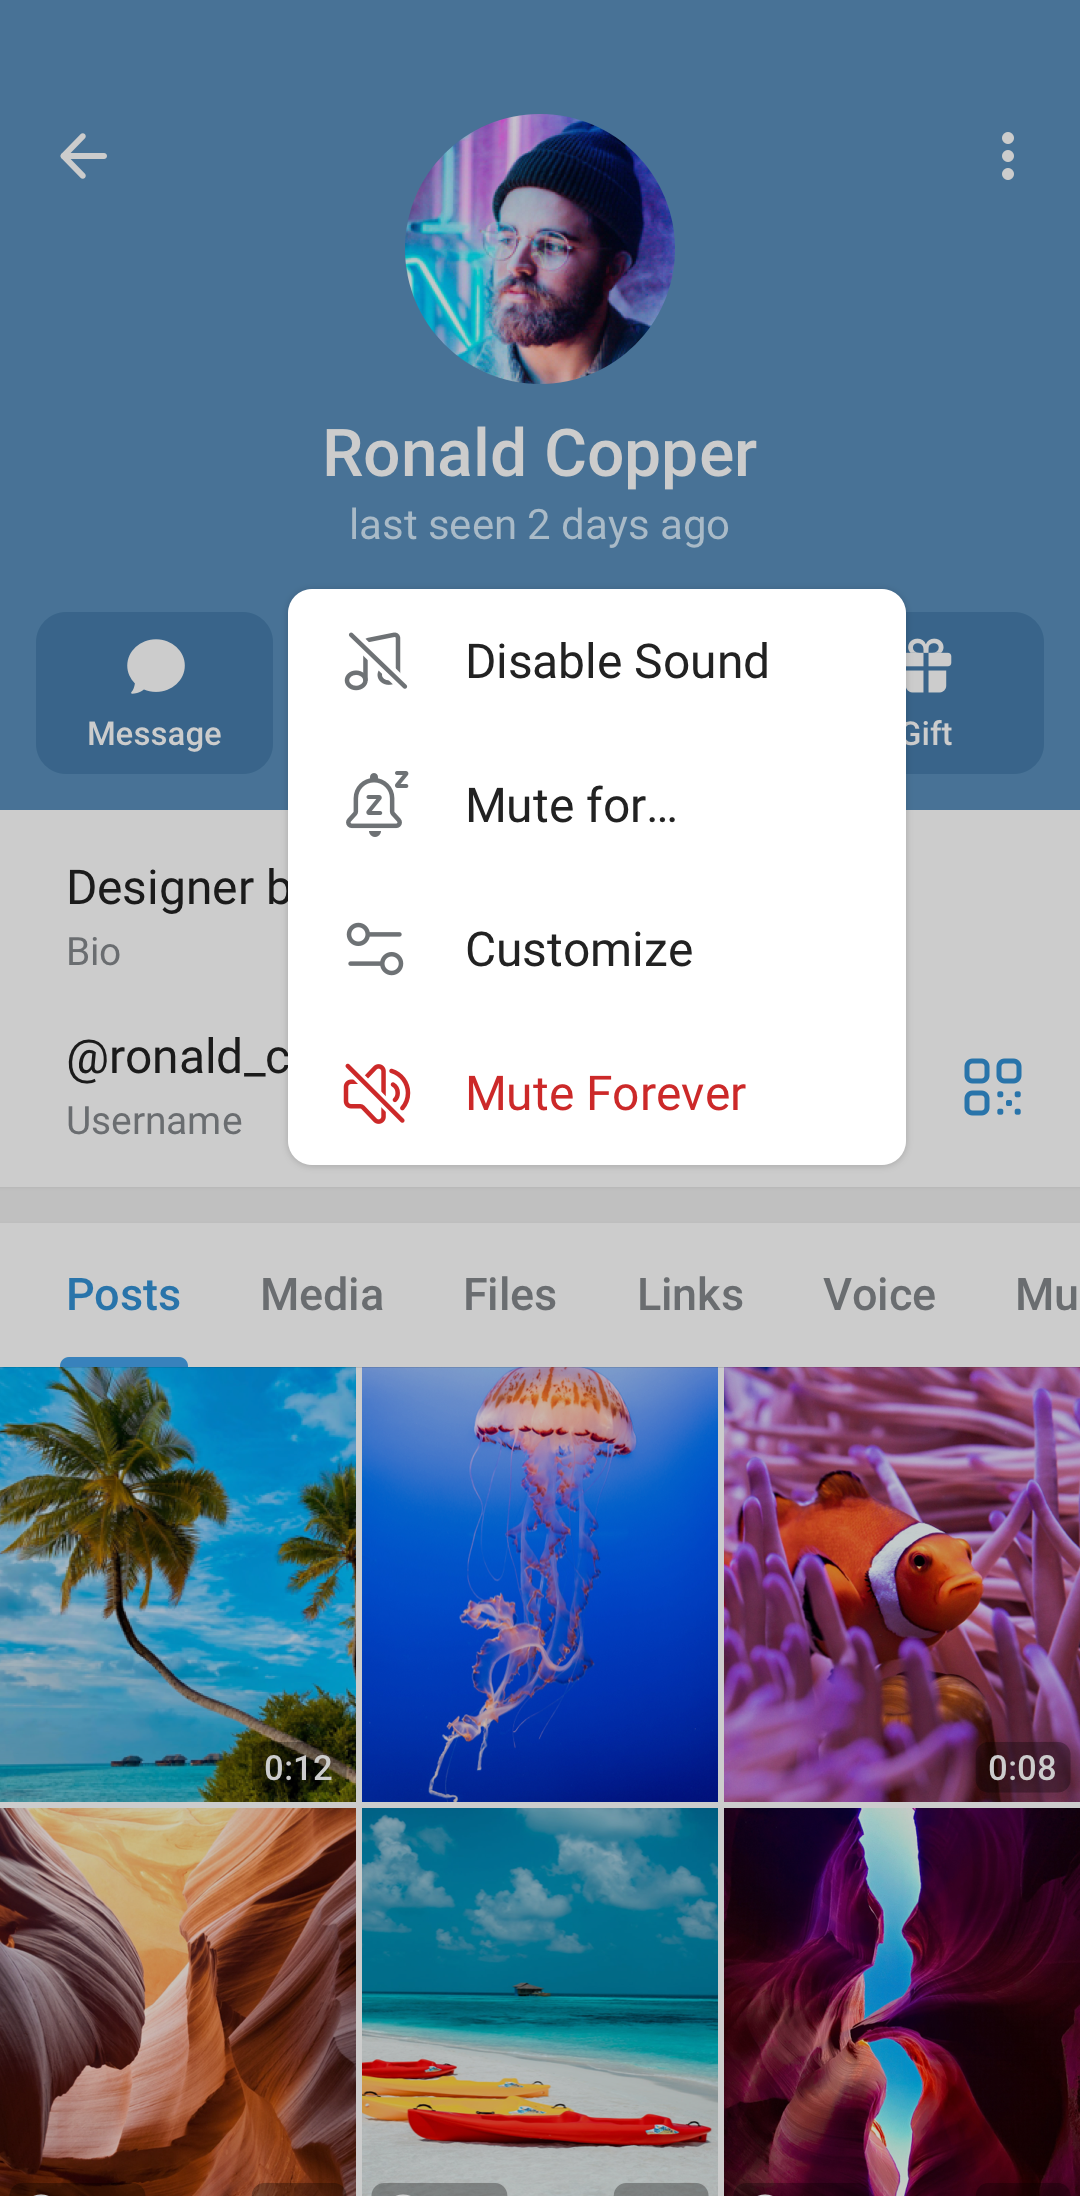 Ronald Copper
last seen 2 days ago
Message
Gift
Disable Sound
Mute for...
Customize
Mute Forever
Designer b
Bio
@ronald_c
Username
Posts Media Files Links Voice Mu
0:12
0:08